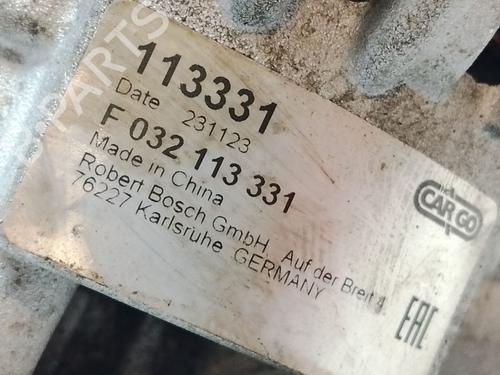 113331
Date 231123
F 032 113 331
Made in China
Robert Bosch GmbH, Auf der Breit 4,
76227 Karlsruhe GERMANY
CARGO
EAC
B-PARTS